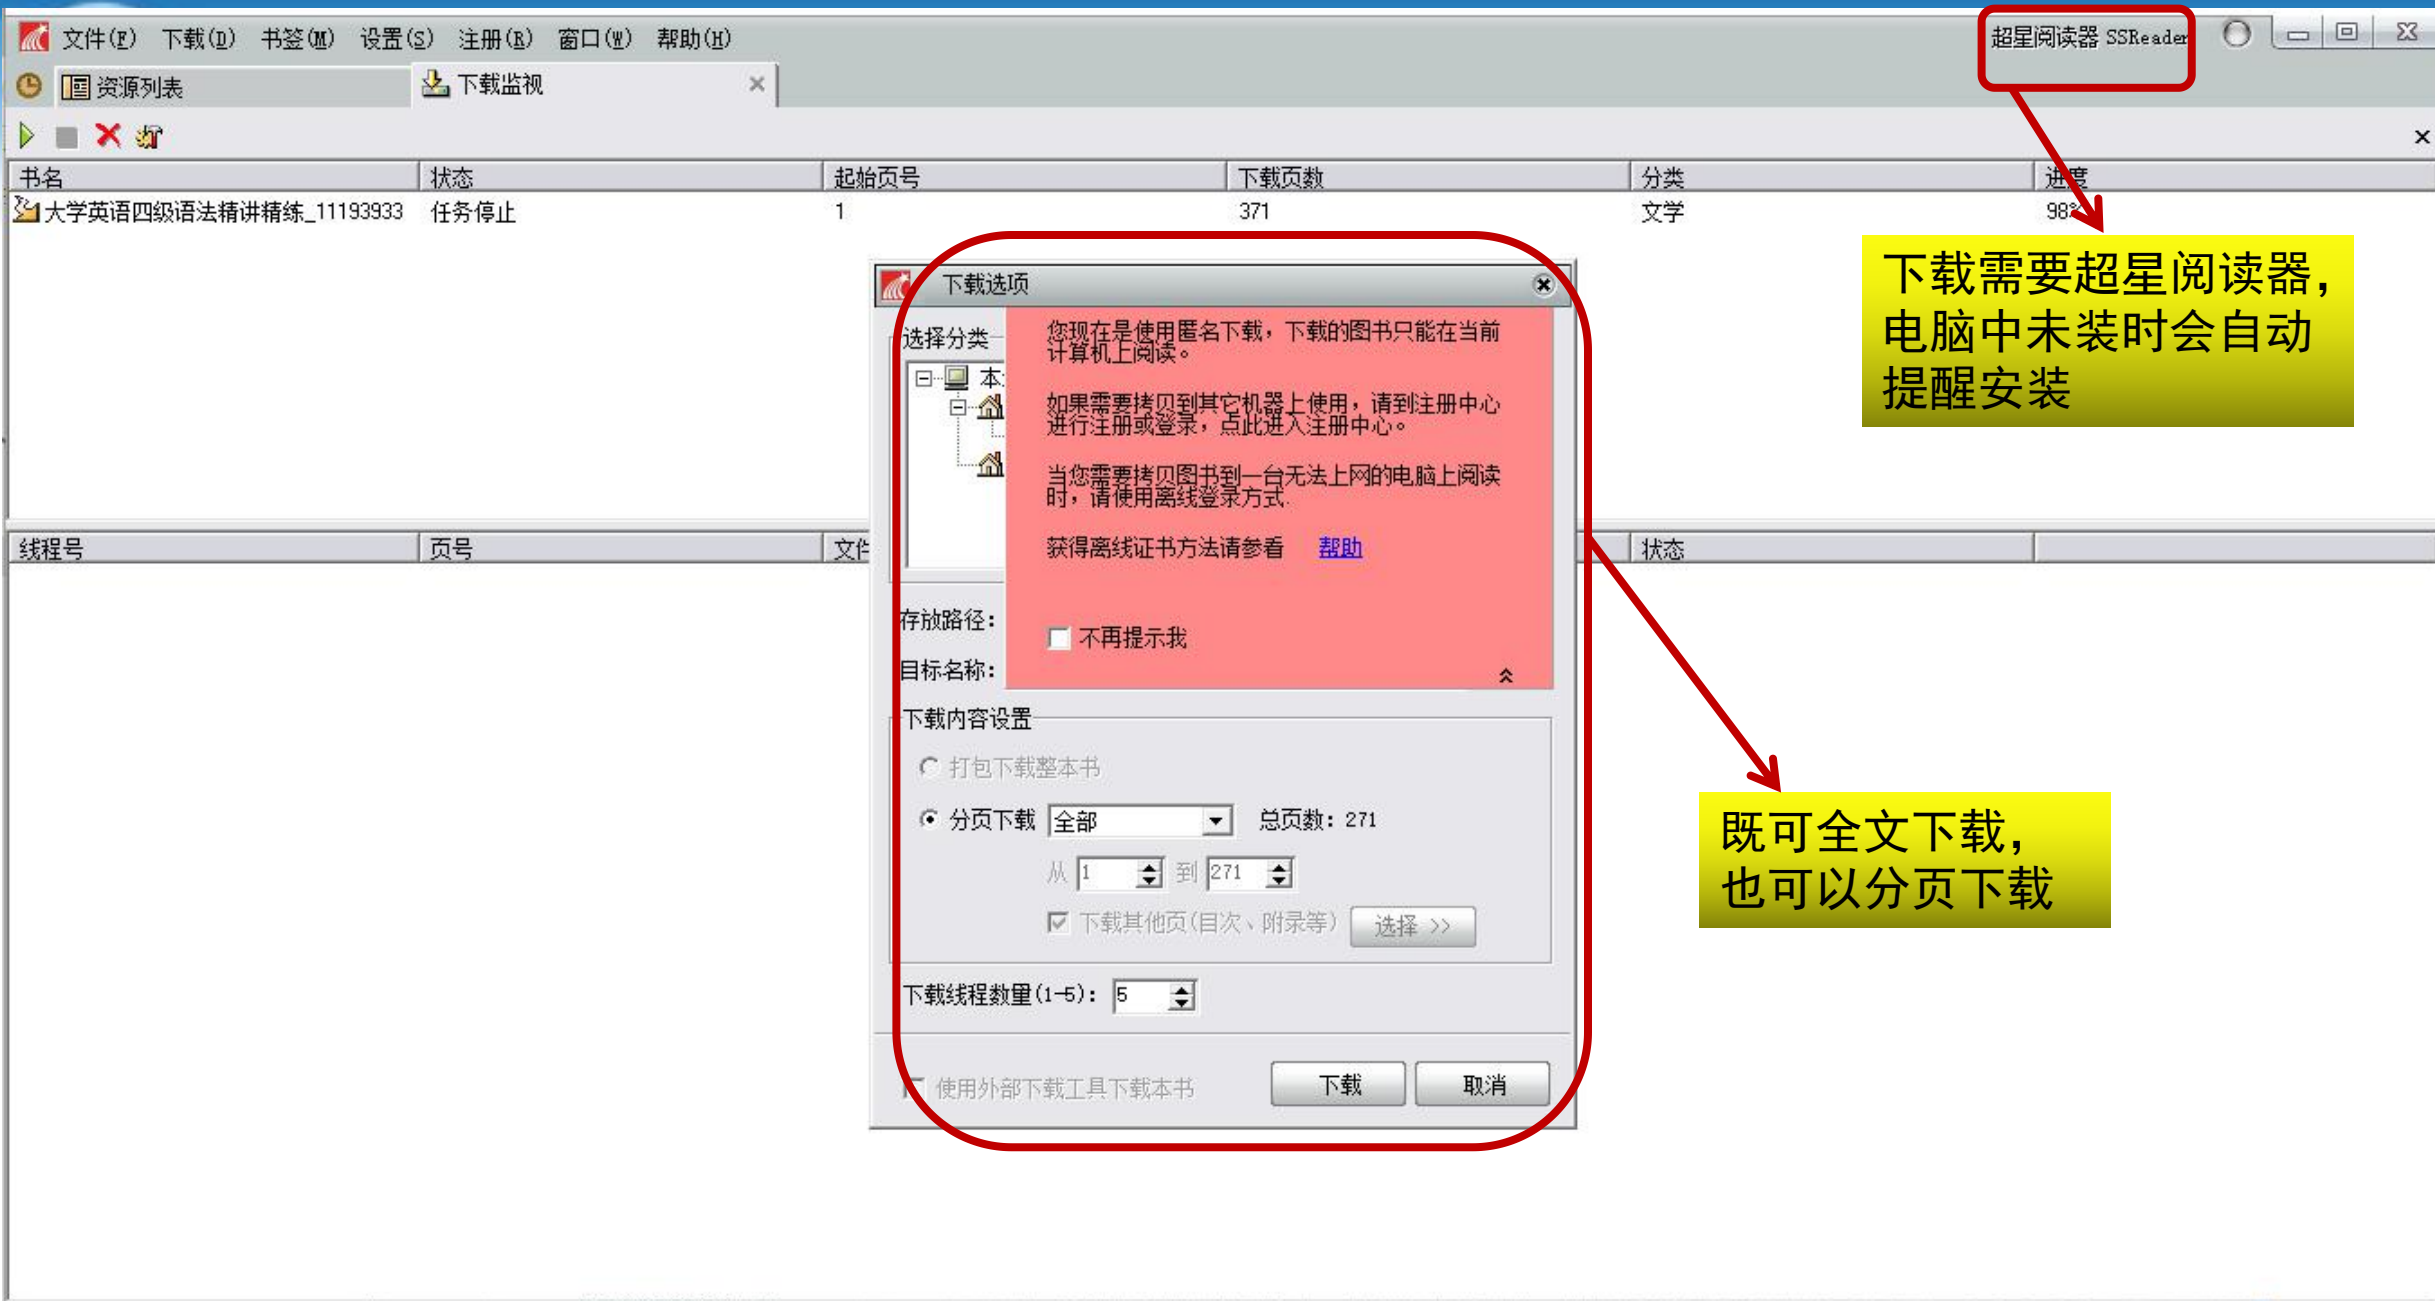 文件(F) 下载(D) 书签(M) 设置(S) 注册(R) 窗口(W) 帮助(H)
超星阅读器 SSReader
资源列表 下载监视
书名 状态 起始页号 下载页数 分类 进度
大学英语四级语法精讲精练_11193933 任务停止 1 371 文学 98%
下载需要超星阅读器，
电脑中未装时会自动
提醒安装
下载选项
选择分类
本
您现在是使用匿名下载，下载的图书只能在当前
计算机上阅读。
如果需要拷贝到其它机器上使用，请到注册中心
进行注册或登录，点此进入注册中心。
当您需要拷贝图书到一台无法上网的电脑上阅读
时，请使用离线登录方式.
获得离线证书方法请参看 帮助
不再提示我
线程号 页号 文件 状态
存放路径：
目标名称：
下载内容设置
打包下载整本书
分页下载 全部 总页数：271
从 1 到 271
下载其他页(目次、附录等) 选择 >>
下载线程数量(1-5)： 5
使用外部下载工具下载本书 下载 取消
既可全文下载，
也可以分页下载